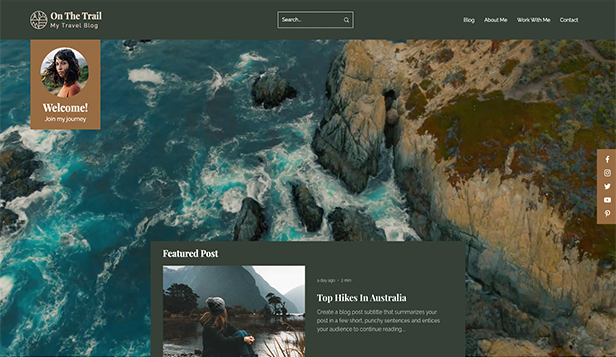 On The Trail
My Travel Blog
Search...
Blog About Me Work With Me Contact
Welcome!
Join my journey
Featured Post
a day ago · 2 min
Top Hikes In Australia
Create a blog post subtitle that summarizes your
post in a few short, punchy sentences and entices
your audience to continue reading...